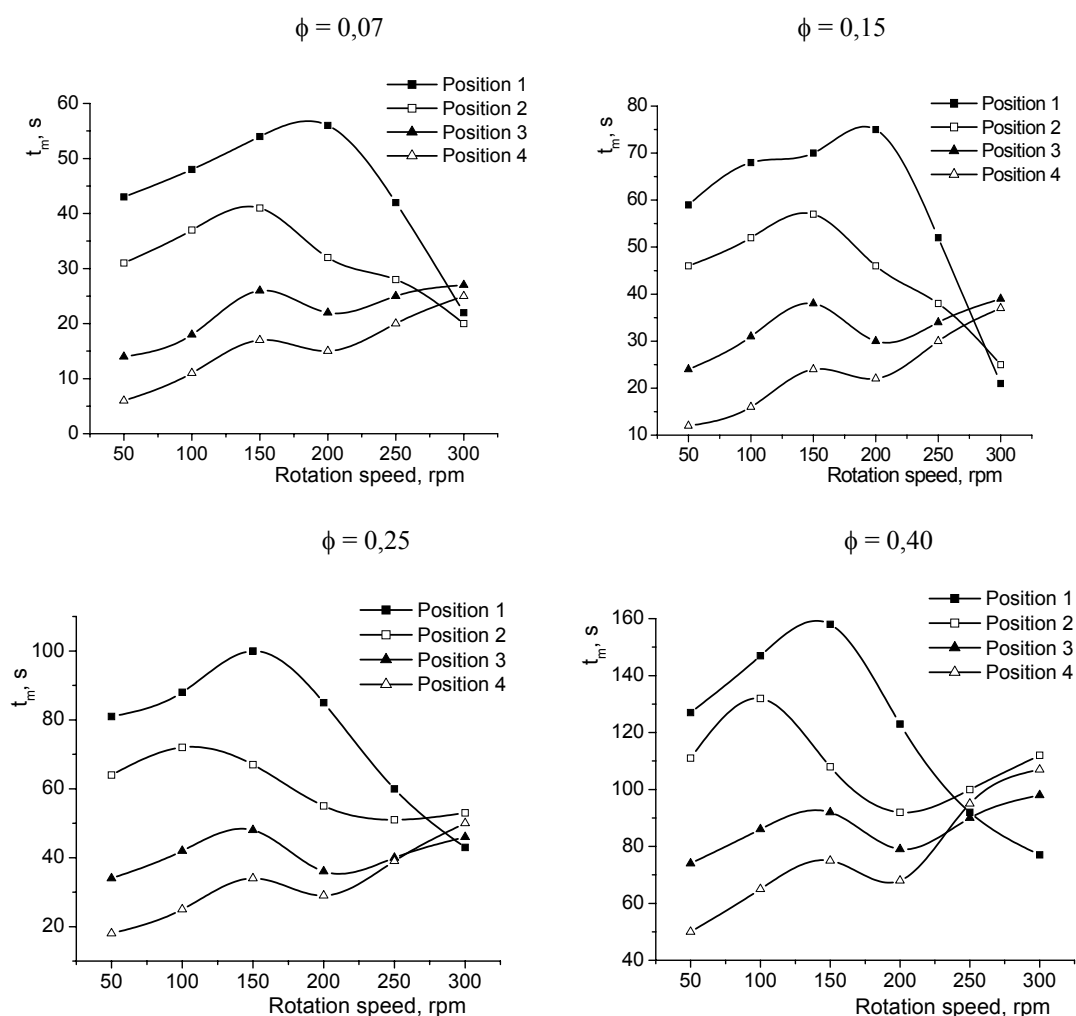 ϕ = 0,07
Position 1
Position 2
Position 3
Position 4
t_m, s
60
50
40
30
20
10
0
50 100 150 200 250 300
Rotation speed, rpm
ϕ = 0,15
Position 1
Position 2
Position 3
Position 4
t_m, s
80
70
60
50
40
30
20
10
50 100 150 200 250 300
Rotation speed, rpm
ϕ = 0,25
Position 1
Position 2
Position 3
Position 4
t_m, s
100
80
60
40
20
50 100 150 200 250 300
Rotation speed, rpm
ϕ = 0,40
Position 1
Position 2
Position 3
Position 4
t_m, s
160
140
120
100
80
60
40
50 100 150 200 250 300
Rotation speed, rpm